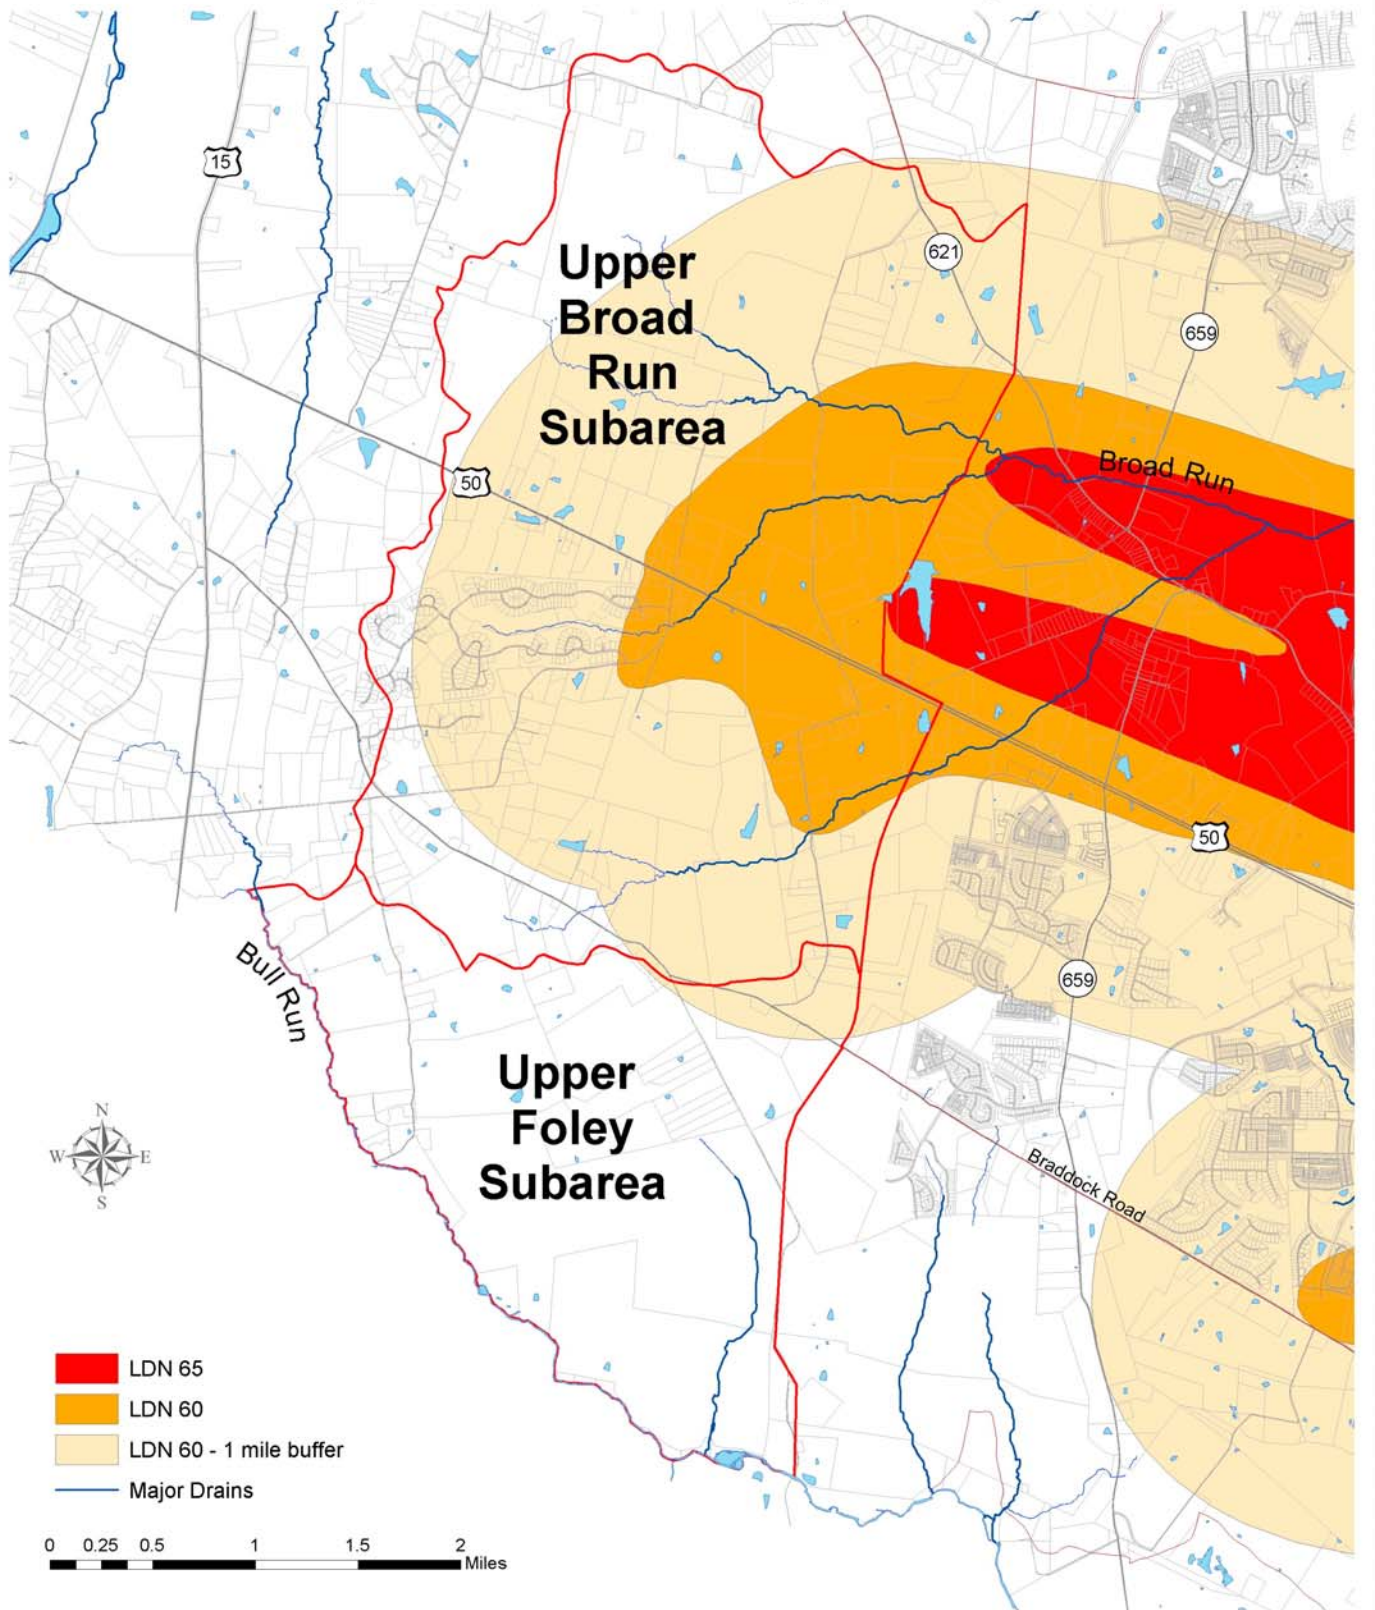 15
Upper
Broad
Run
Subarea
621
659
50
Broad Run
50
Bull Run
659
Upper
Foley
Subarea
N
W E
S
Braddock Road
LDN 65
LDN 60
LDN 60 - 1 mile buffer
Major Drains
0 0.25 0.5 1 1.5 2
Miles